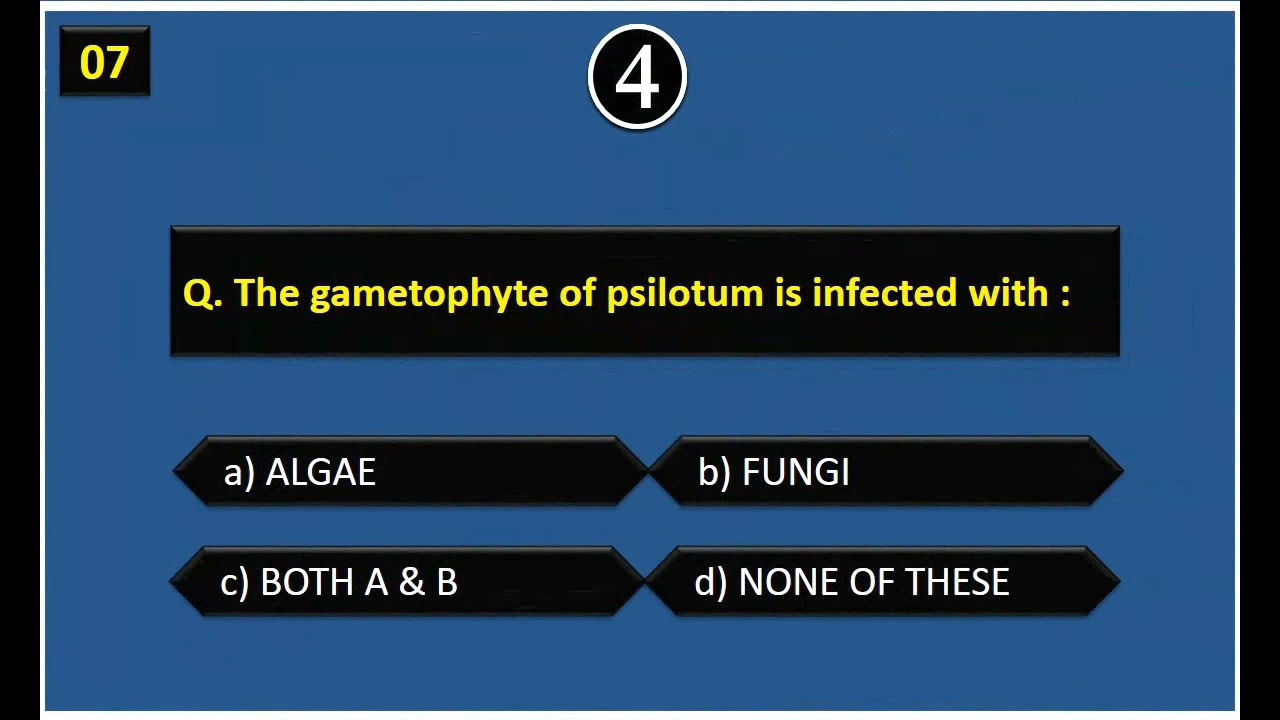 07
4
Q. The gametophyte of psilotum is infected with :
a) ALGAE
b) FUNGI
c) BOTH A & B
d) NONE OF THESE